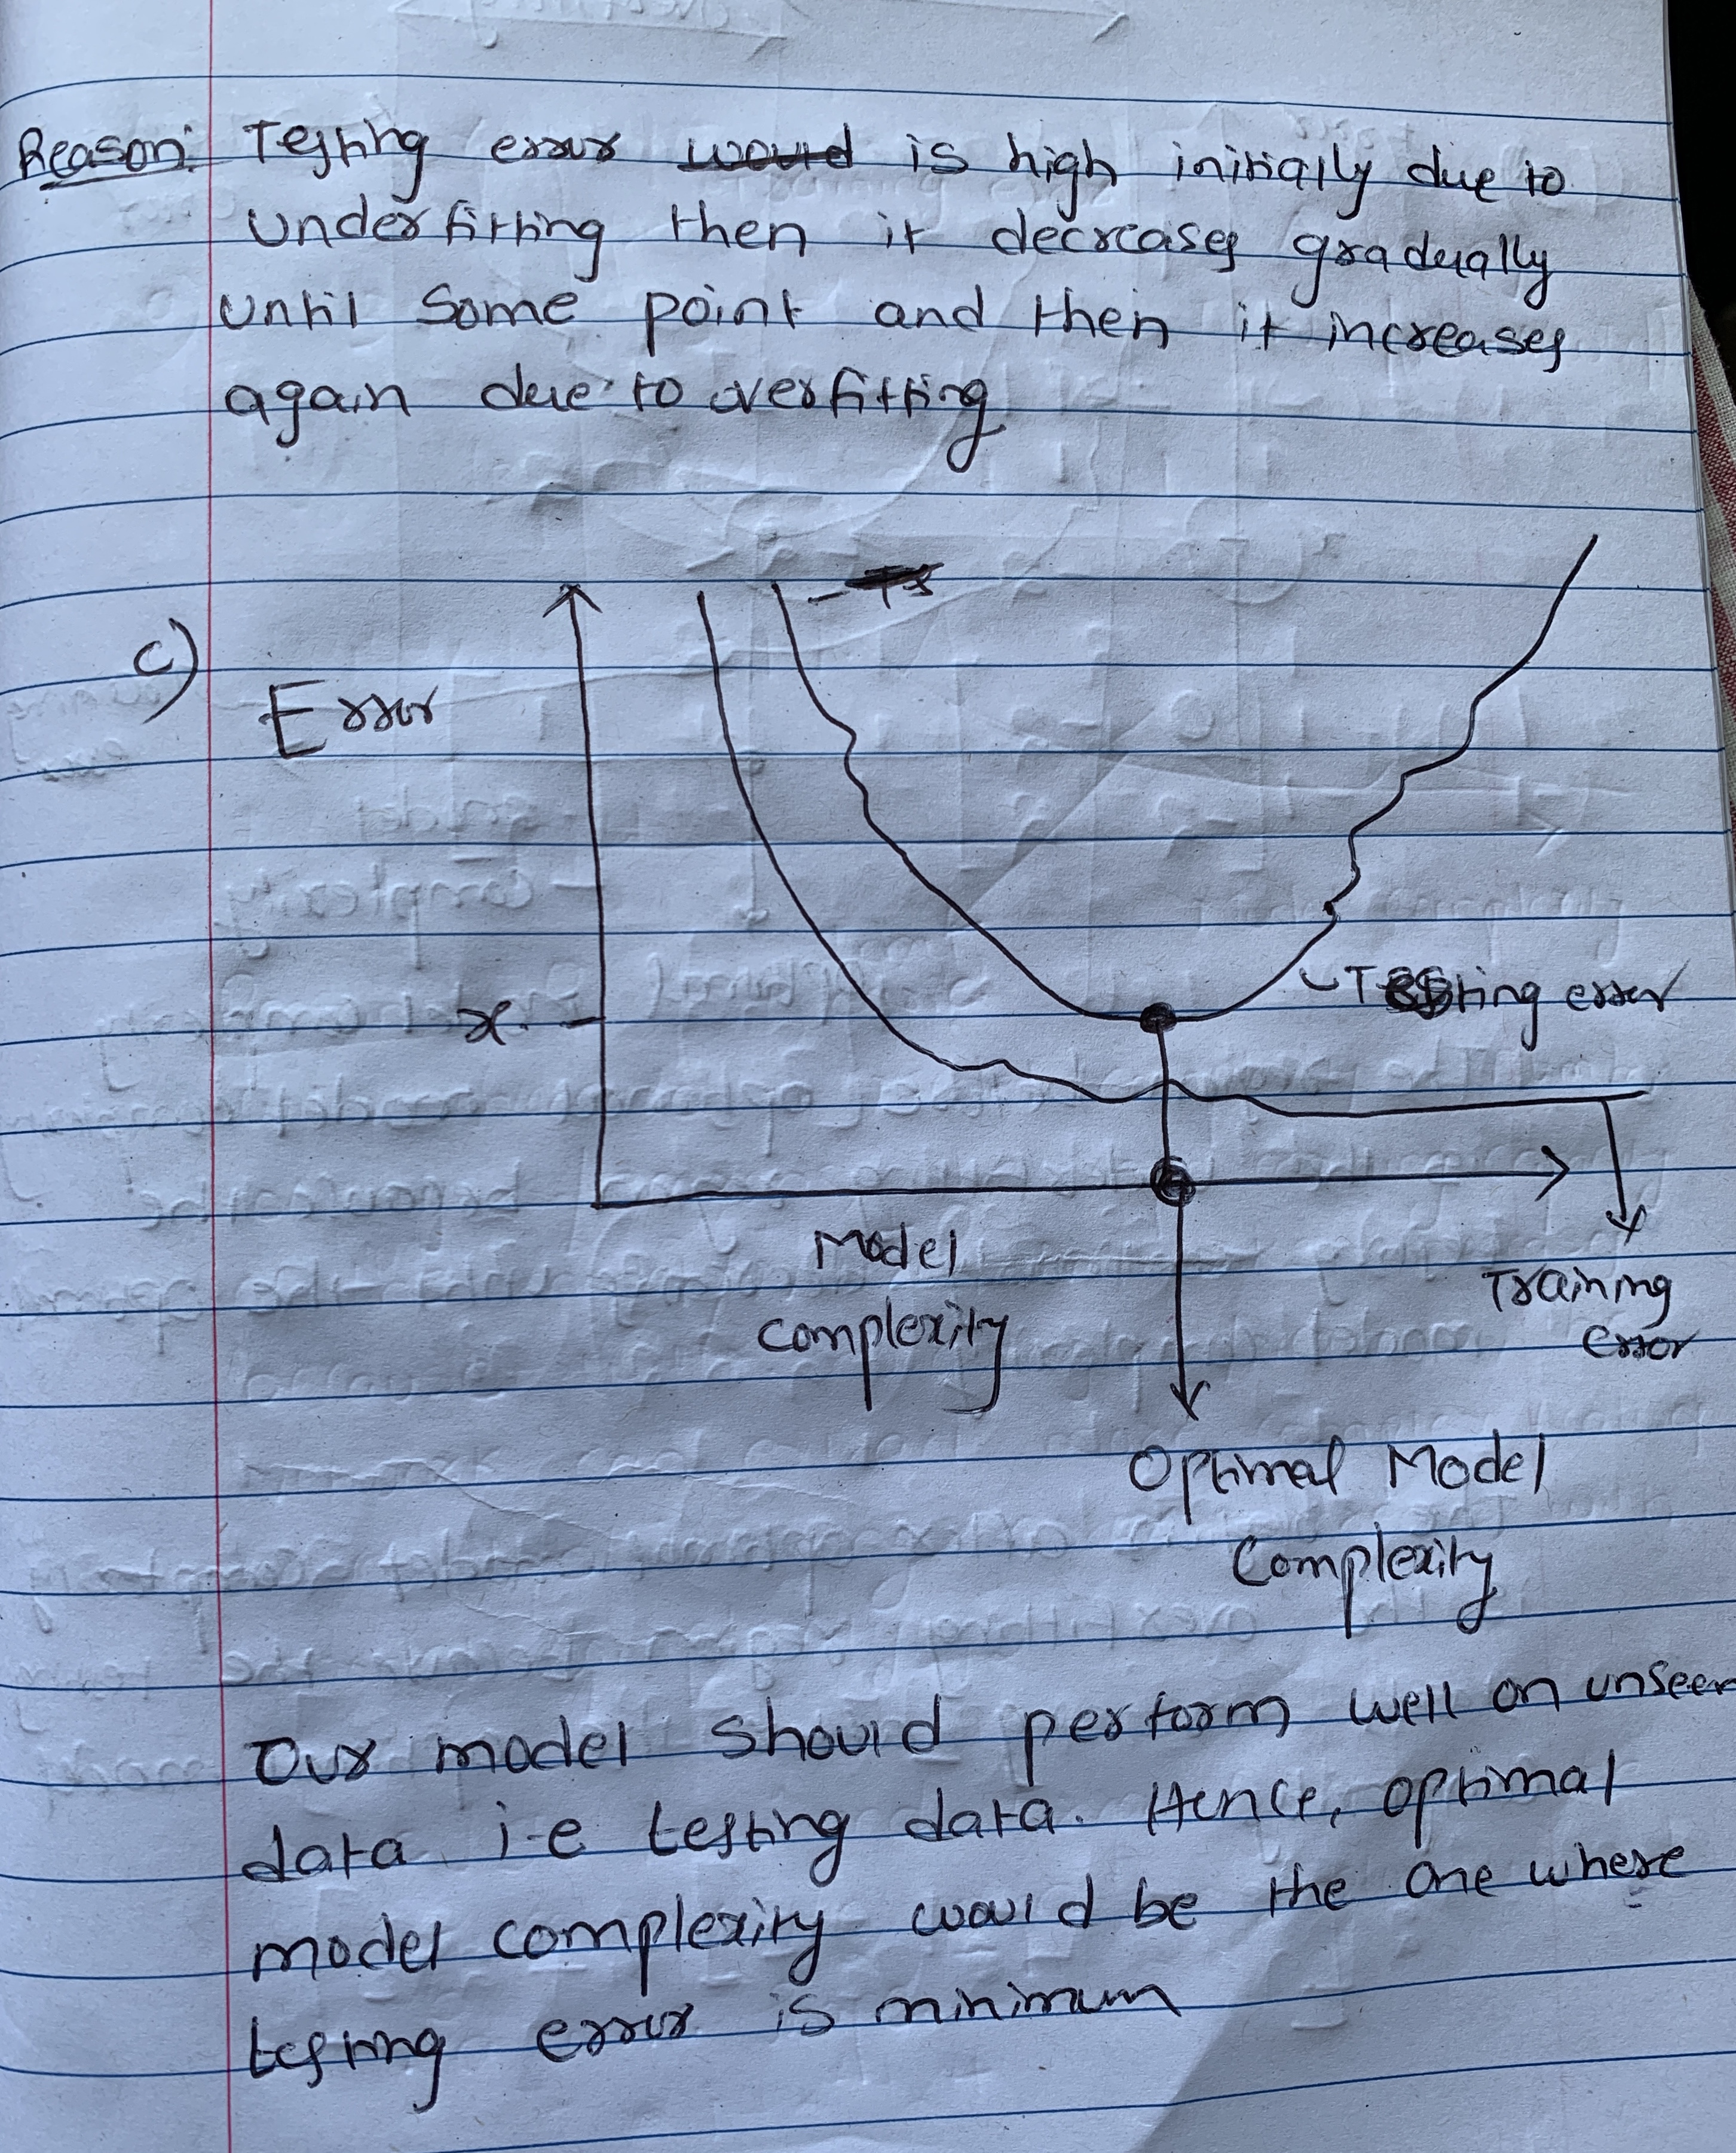 Reason: Testing error would is high initially due to
underfitting then it decreases gradually
until some point and then it increases
again due to overfitting
c)
Error
x
Testing error
Model
complexity
Training
error
Optimal Model
Complexity
Our model should perform well on unseen
data i.e testing data. Hence, optimal
model complexity would be the one where
testing error is minimum